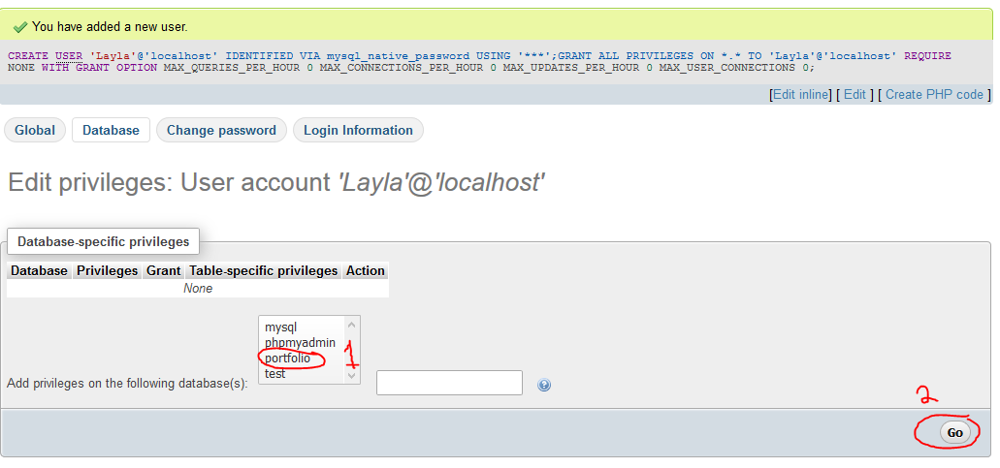 You have added a new user.
CREATE USER 'Layla'@'localhost' IDENTIFIED VIA mysql_native_password USING '***';GRANT ALL PRIVILEGES ON *.* TO 'Layla'@'localhost' REQUIRE
NONE WITH GRANT OPTION MAX_QUERIES_PER_HOUR 0 MAX_CONNECTIONS_PER_HOUR 0 MAX_UPDATES_PER_HOUR 0 MAX_USER_CONNECTIONS 0;
[Edit inline] [ Edit ] [ Create PHP code ]
Global Database Change password Login Information
Edit privileges: User account 'Layla'@'localhost'
Database-specific privileges
Database Privileges Grant Table-specific privileges Action
None
mysql
phpmyadmin
portfolio 1
test
Add privileges on the following database(s):
2
Go